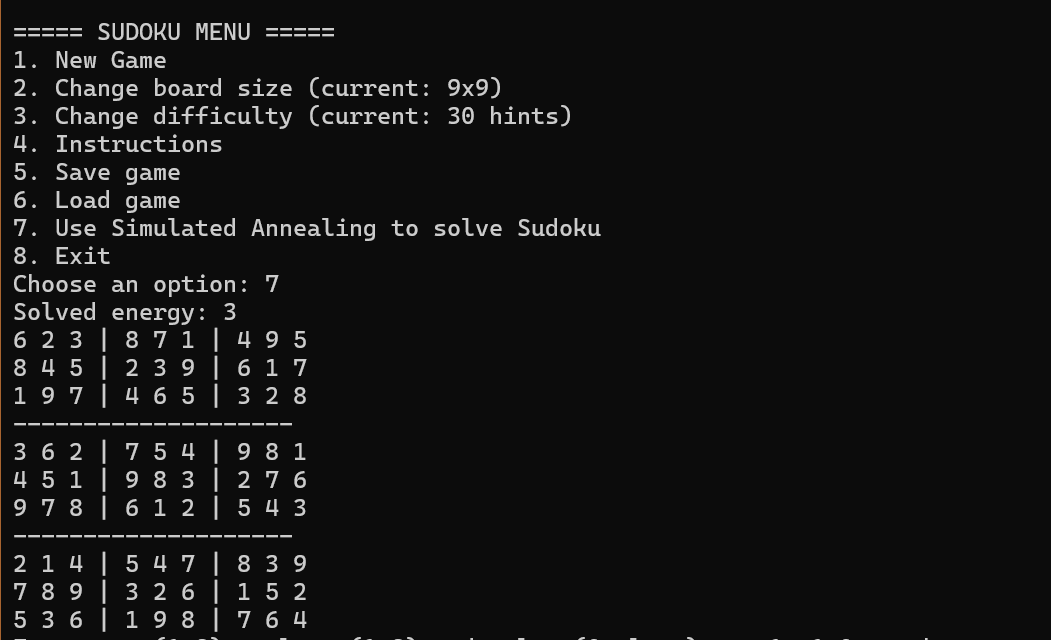 ===== SUDOKU MENU =====
1. New Game
2. Change board size (current: 9x9)
3. Change difficulty (current: 30 hints)
4. Instructions
5. Save game
6. Load game
7. Use Simulated Annealing to solve Sudoku
8. Exit
Choose an option: 7
Solved energy: 3
6 2 3 | 8 7 1 | 4 9 5
8 4 5 | 2 3 9 | 6 1 7
1 9 7 | 4 6 5 | 3 2 8
--------------------
3 6 2 | 7 5 4 | 9 8 1
4 5 1 | 9 8 3 | 2 7 6
9 7 8 | 6 1 2 | 5 4 3
--------------------
2 1 4 | 5 4 7 | 8 3 9
7 8 9 | 3 2 6 | 1 5 2
5 3 6 | 1 9 8 | 7 6 4